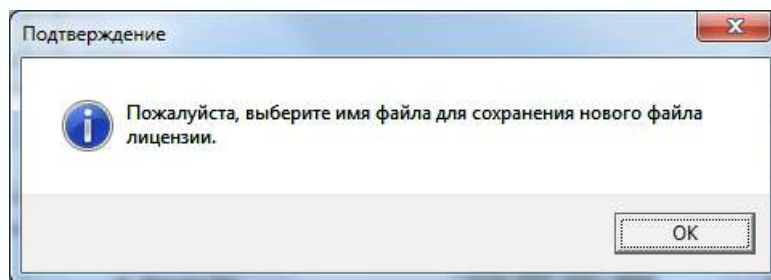 Подтверждение
Пожалуйста, выберите имя файла для сохранения нового файла
лицензии.
OK